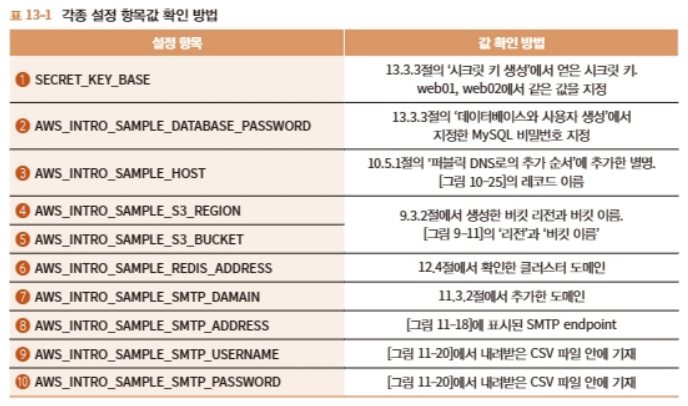 표 13-1 각종 설정 항목값 확인 방법
설정 항목 값 확인 방법
1 SECRET_KEY_BASE
13.3.3절의 '시크릿 키 생성'에서 얻은 시크릿 키.
web01, web02에서 같은 값을 지정
2 AWS_INTRO_SAMPLE_DATABASE_PASSWORD
13.3.3절의 '데이터베이스와 사용자 생성'에서
지정한 MySQL 비밀번호 지정
3 AWS_INTRO_SAMPLE_HOST
10.5.1절의 '퍼블릭 DNS로의 추가 순서'에 추가한 별명.
[그림 10-25]의 레코드 이름
4 AWS_INTRO_SAMPLE_S3_REGION
5 AWS_INTRO_SAMPLE_S3_BUCKET
9.3.2절에서 생성한 버킷 리전과 버킷 이름.
[그림 9-11]의 '리전'과 '버킷 이름'
6 AWS_INTRO_SAMPLE_REDIS_ADDRESS 12.4절에서 확인한 클러스터 도메인
7 AWS_INTRO_SAMPLE_SMTP_DAMAIN 11.3.2절에서 추가한 도메인
8 AWS_INTRO_SAMPLE_SMTP_ADDRESS [그림 11-18]에 표시된 SMTP endpoint
9 AWS_INTRO_SAMPLE_SMTP_USERNAME [그림 11-20]에서 내려받은 CSV 파일 안에 기재
10 AWS_INTRO_SAMPLE_SMTP_PASSWORD [그림 11-20]에서 내려받은 CSV 파일 안에 기재